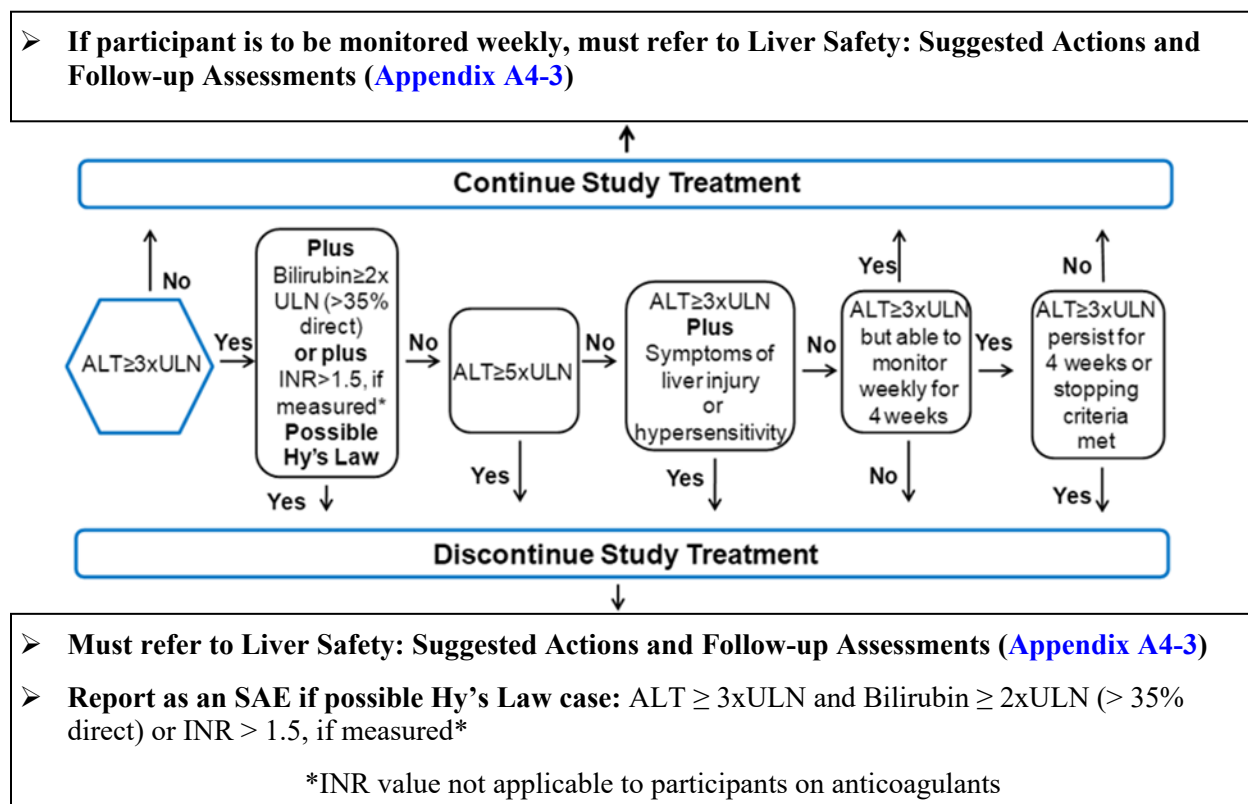 ➢ If participant is to be monitored weekly, must refer to Liver Safety: Suggested Actions and
Follow-up Assessments (Appendix A4-3)
Continue Study Treatment
No
ALT≥3xULN
Yes
Plus
Bilirubin≥2x
ULN (>35%
direct)
or plus
INR>1.5, if
measured*
Possible
Hy's Law
Yes
No
ALT≥5xULN
Yes
No
ALT≥3xULN
Plus
Symptoms of
liver injury
or
hypersensitivity
Yes
No
Yes
ALT≥3xULN
but able to
monitor
weekly for
4 weeks
No
Yes
No
ALT≥3xULN
persist for
4 weeks or
stopping
criteria
met
Yes
Discontinue Study Treatment
➢ Must refer to Liver Safety: Suggested Actions and Follow-up Assessments (Appendix A4-3)
➢ Report as an SAE if possible Hy's Law case: ALT ≥ 3xULN and Bilirubin ≥ 2xULN (> 35%
direct) or INR > 1.5, if measured*
*INR value not applicable to participants on anticoagulants